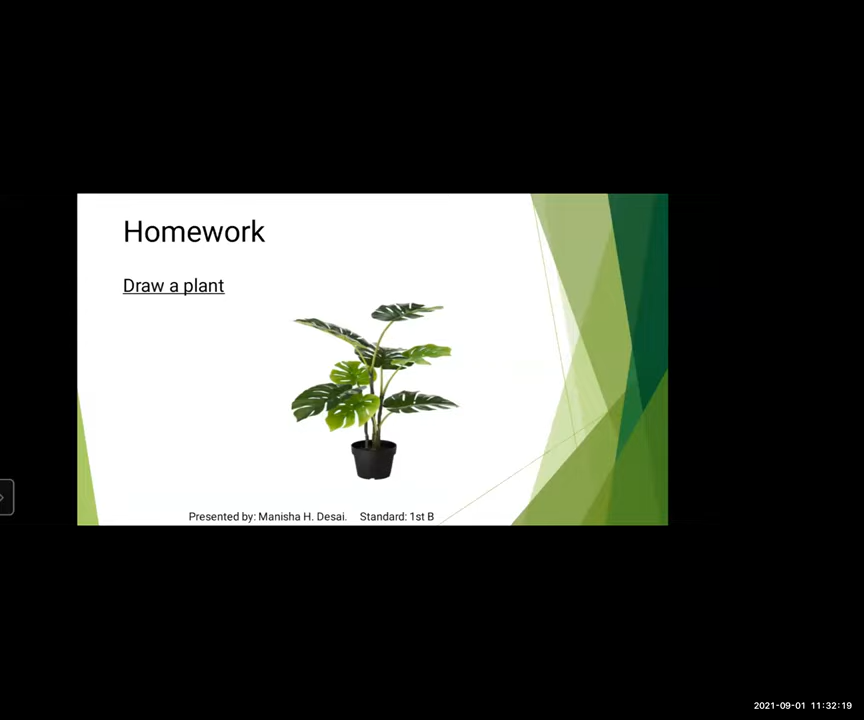 Homework
Draw a plant
Presented by: Manisha H. Desai. Standard: 1st B
2021-09-01 11:32:19